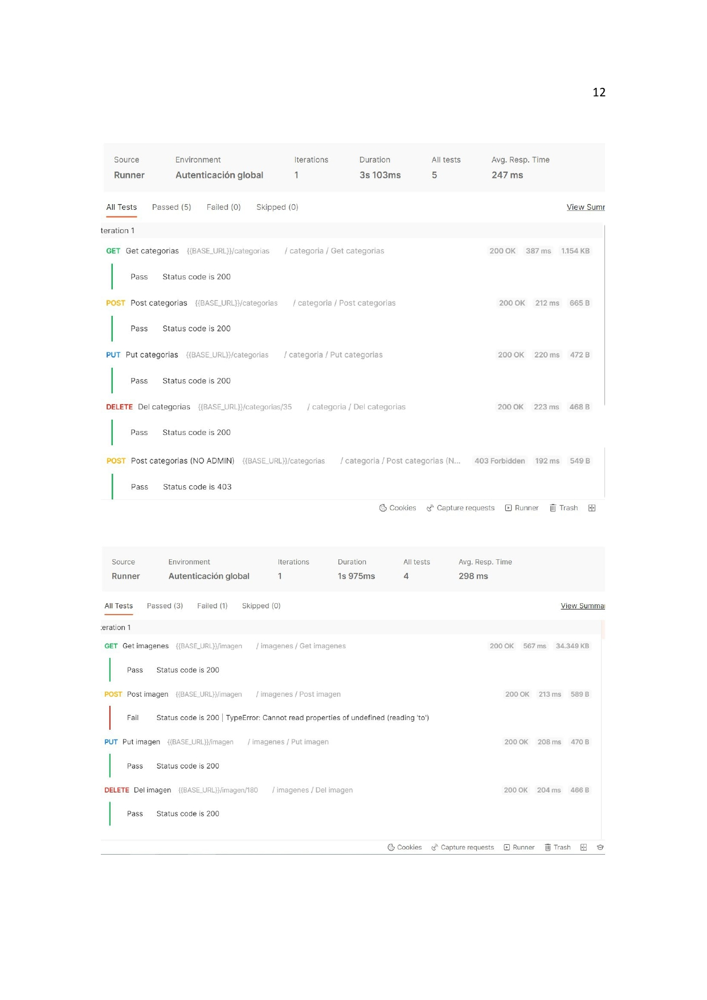 12
Source Environment Iterations Duration All tests Avg. Resp. Time
Runner Autenticación global 1 3s 103ms 5 247 ms
All Tests Passed (5) Failed (0) Skipped (0) View Summ
teration 1
GET Get categorias {{BASE_URL}}/categorias / categoria / Get categorias 200 OK 387 ms 1.154 KB
Pass Status code is 200
POST Post categorias {{BASE_URL}}/categorias / categoria / Post categorias 200 OK 212 ms 665 B
Pass Status code is 200
PUT Put categorias {{BASE_URL}}/categorias / categoria / Put categorias 200 OK 220 ms 472 B
Pass Status code is 200
DELETE Del categorias {{BASE_URL}}/categorias/35 / categoria / Del categorias 200 OK 223 ms 468 B
Pass Status code is 200
POST Post categorias (NO ADMIN) {{BASE_URL}}/categorias / categoria / Post categorias (N... 403 Forbidden 192 ms 549 B
Pass Status code is 403
Cookies Capture requests Runner Trash
Source Environment Iterations Duration All tests Avg. Resp. Time
Runner Autenticación global 1 1s 975ms 4 298 ms
All Tests Passed (3) Failed (1) Skipped (0) View Summar
teration 1
GET Get imagenes {{BASE_URL}}/imagen / imagenes / Get imagenes 200 OK 567 ms 34.349 KB
Pass Status code is 200
POST Post imagen {{BASE_URL}}/imagen / imagenes / Post imagen 200 OK 213 ms 589 B
Fail Status code is 200 | TypeError: Cannot read properties of undefined (reading 'to')
PUT Put imagen {{BASE_URL}}/imagen / imagenes / Put imagen 200 OK 208 ms 470 B
Pass Status code is 200
DELETE Del imagen {{BASE_URL}}/imagen/180 / imagenes / Del imagen 200 OK 204 ms 466 B
Pass Status code is 200
Cookies Capture requests Runner Trash